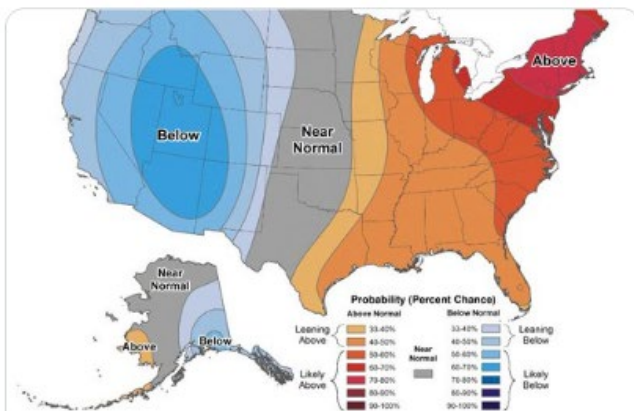 Above
Below
Near
Normal
Near
Normal
Above
Below
Probability (Percent Chance)
Above Normal
Below Normal
Leaning
Above
33-40%
40-50%
50-60%
60-70%
70-80%
80-90%
90-100%
Likely
Above
Near
Normal
33-40%
40-50%
50-60%
60-70%
70-80%
80-90%
90-100%
Leaning
Below
Likely
Below